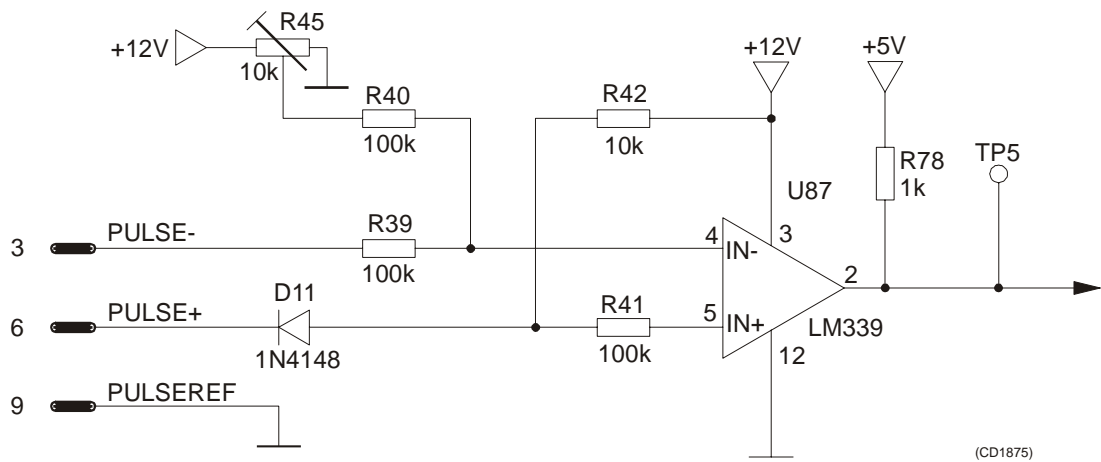 R45
+12V
10k
R40
100k
R42
10k
+12V
+5V
R78
1k
TP5
U87
3 PULSE-
R39
100k
4 IN-
3
2
LM339
6 PULSE+
D11
1N4148
R41
100k
5 IN+
12
9 PULSEREF
(CD1875)